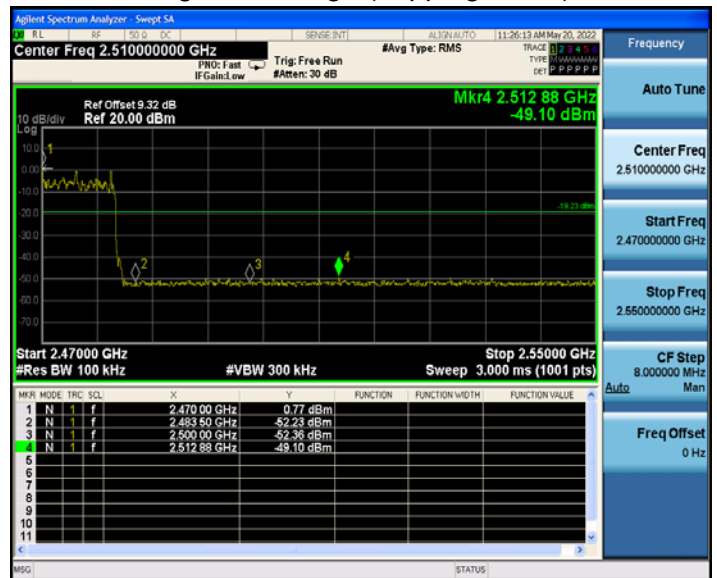 Agilent Spectrum Analyzer - Swept SA
RL RF 50 Ω DC SENSE:INT ALIGN AUTO 11:26:13 AM May 20, 2022
Center Freq 2.510000000 GHz #Avg Type: RMS TRACE 1 2 3 4 5 6
PNO: Fast Trig: Free Run TYPE
IFGain:Low #Atten: 30 dB DET P P P P P P
Ref Offset 9.32 dB Mkr4 2.512 88 GHz
10 dB/div Ref 20.00 dBm -49.10 dBm
Log
10.0 1
0.00
-10.0
-20.0 -19.23 dBm
-30.0
-40.0
2 3 4
-50.0
-60.0
-70.0
Start 2.47000 GHz Stop 2.55000 GHz
#Res BW 100 kHz #VBW 300 kHz Sweep 3.000 ms (1001 pts)
MKR MODE TRC SCL X Y FUNCTION FUNCTION WIDTH FUNCTION VALUE
1 N 1 f 2.470 00 GHz 0.77 dBm
2 N 1 f 2.483 50 GHz -52.23 dBm
3 N 1 f 2.500 00 GHz -52.36 dBm
4 N 1 f 2.512 88 GHz -49.10 dBm
5
6
7
8
9
10
11
MSG STATUS
Frequency
Auto Tune
Center Freq
2.510000000 GHz
Start Freq
2.470000000 GHz
Stop Freq
2.550000000 GHz
CF Step
8.000000 MHz
Auto Man
Freq Offset
0 Hz